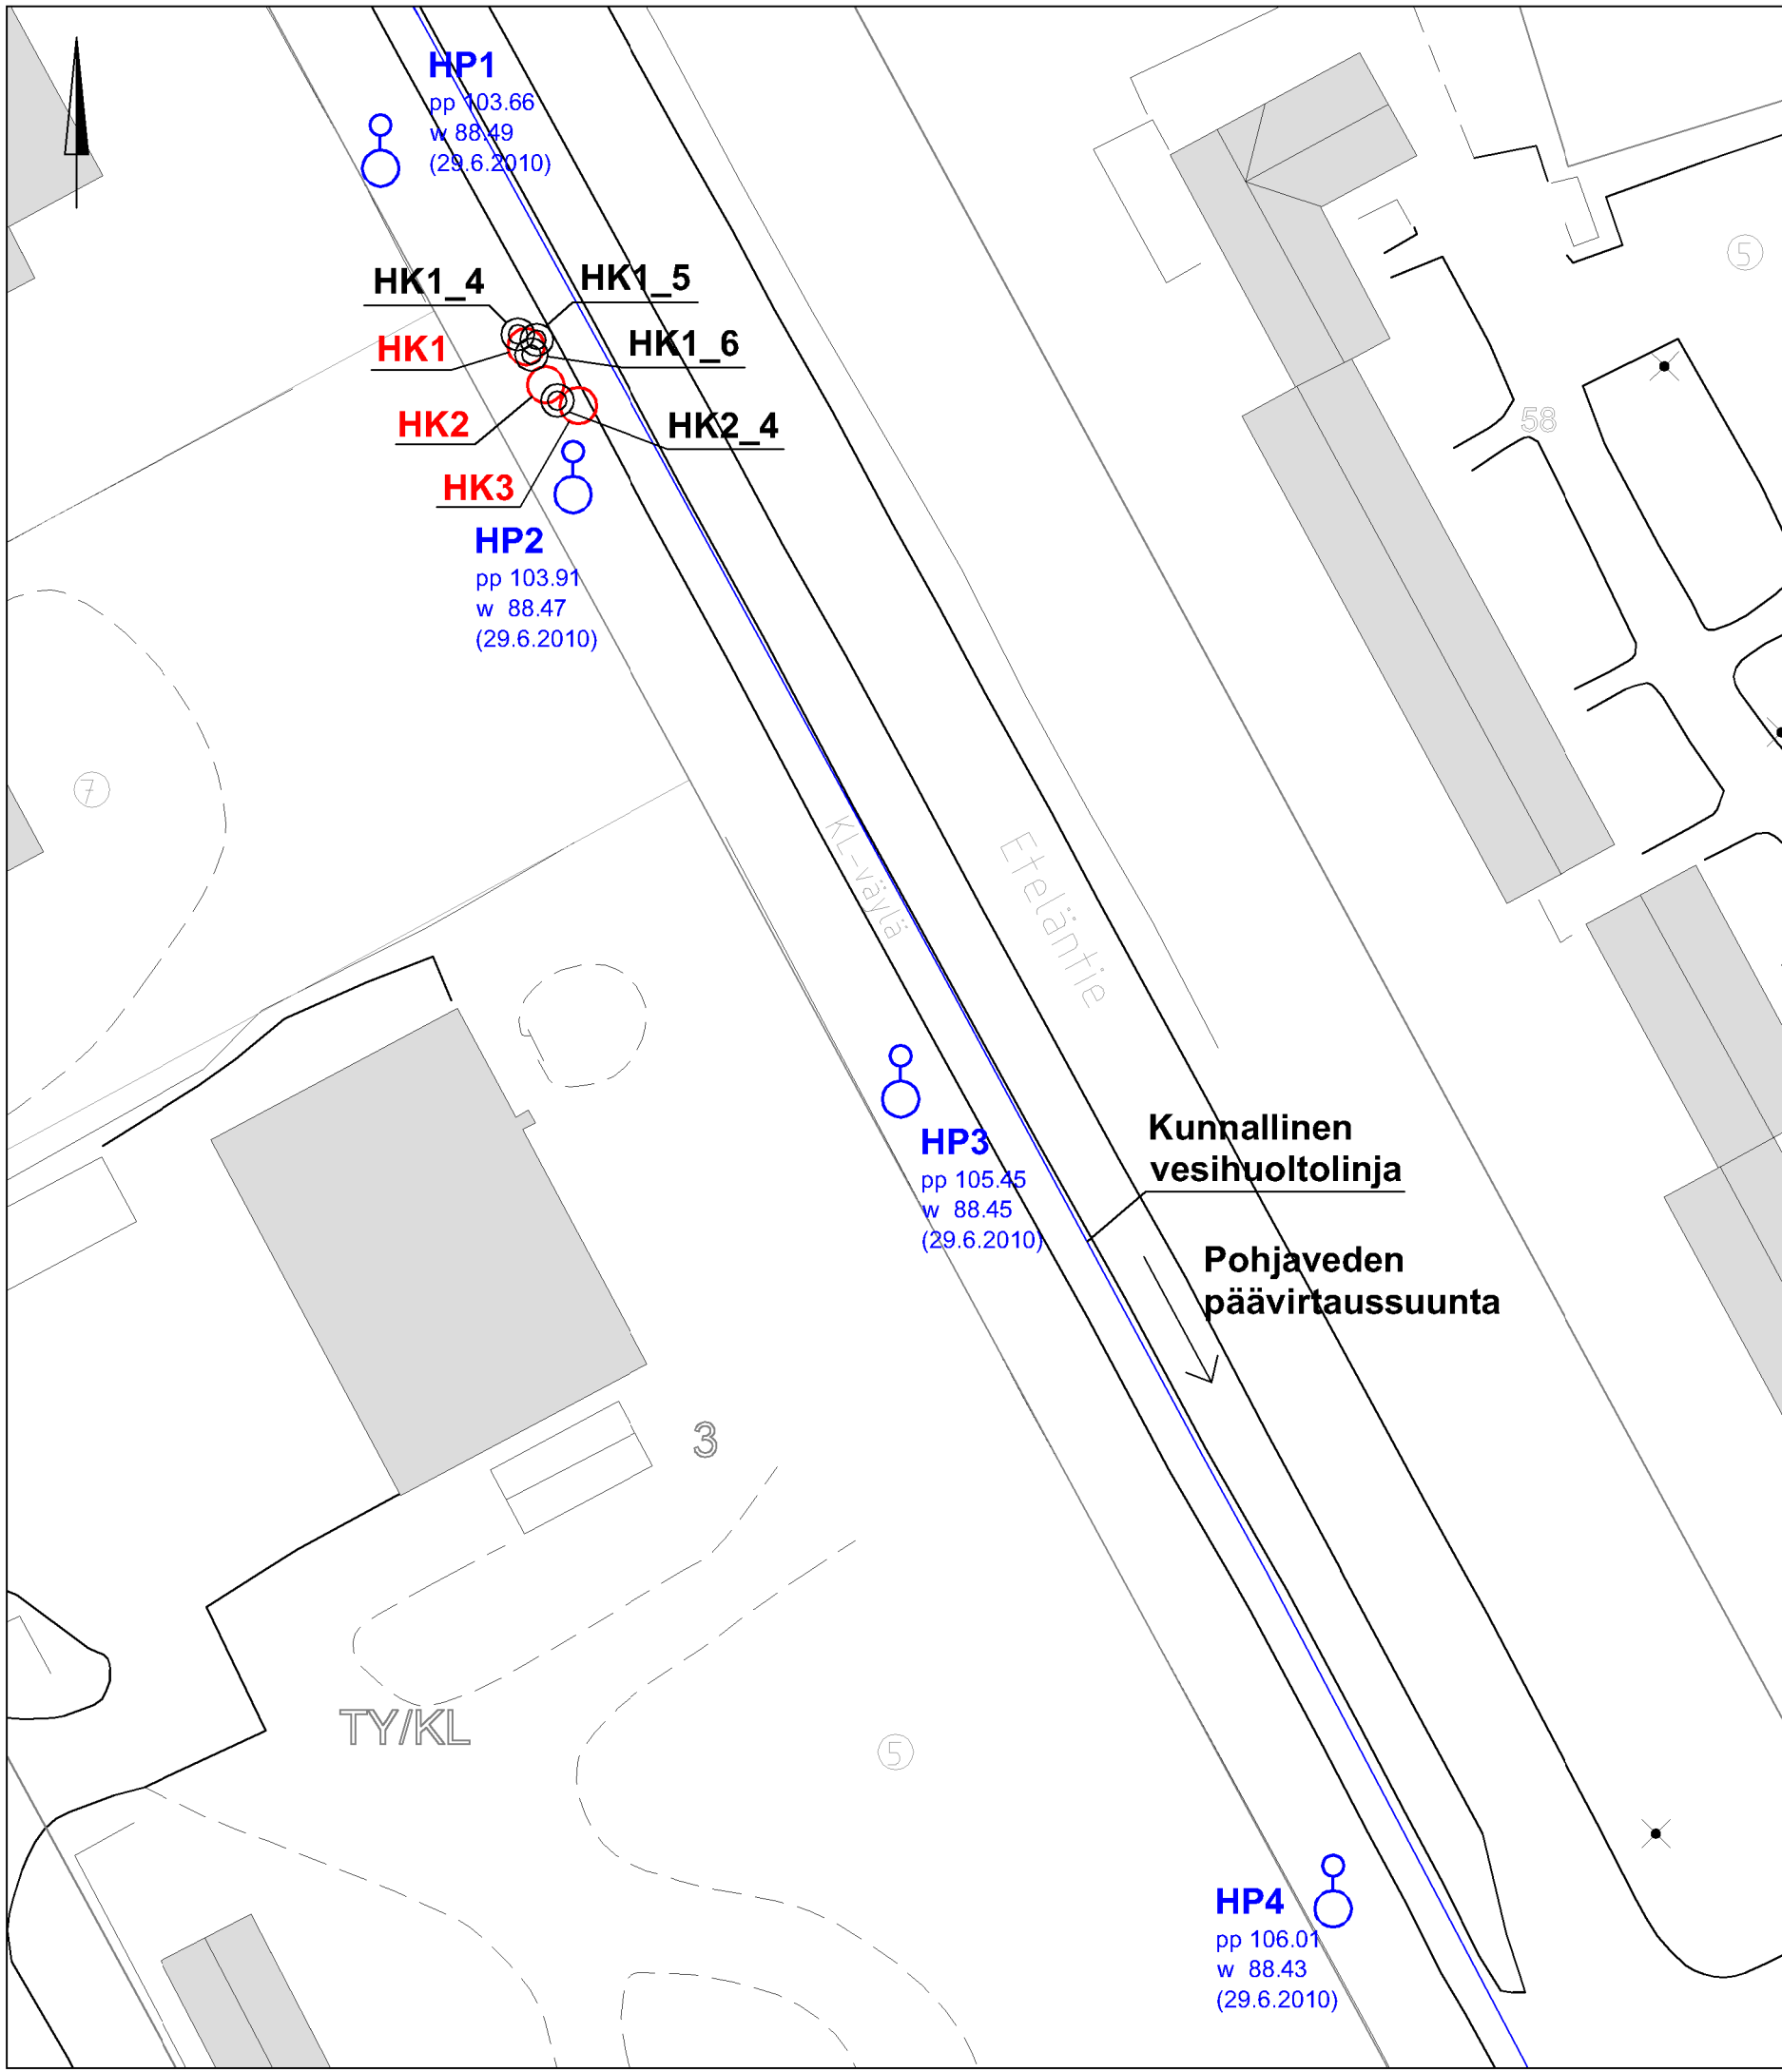 HP1
pp 103.66
w 88.49
(29.6.2010)
5
HK1_4
HK1_5
HK1
HK1_6
HK2
HK2_4
58
HK3
HP2
pp 103.91
w 88.47
(29.6.2010)
7
KL-väylä
Eteläntie
HP3
pp 105.45
w 88.45
(29.6.2010)
Kunnallinen
vesihuoltolinja
Pohjaveden
päävirtaussuunta
3
TY/KL
5
HP4
pp 106.01
w 88.43
(29.6.2010)